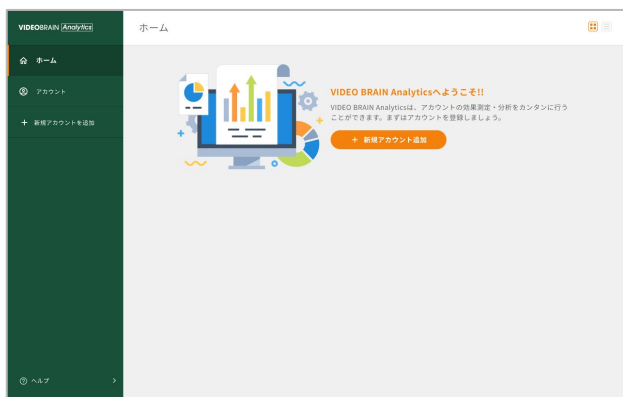 VIDEOBRAIN Analytics
ホーム
ホーム
アカウント
+ 新規アカウントを追加
VIDEO BRAIN Analyticsへようこそ!!
VIDEO BRAIN Analyticsは、アカウントの効果測定・分析をカンタンに行う
ことができます。まずはアカウントを登録しましょう。
+ 新規アカウント追加
ヘルプ